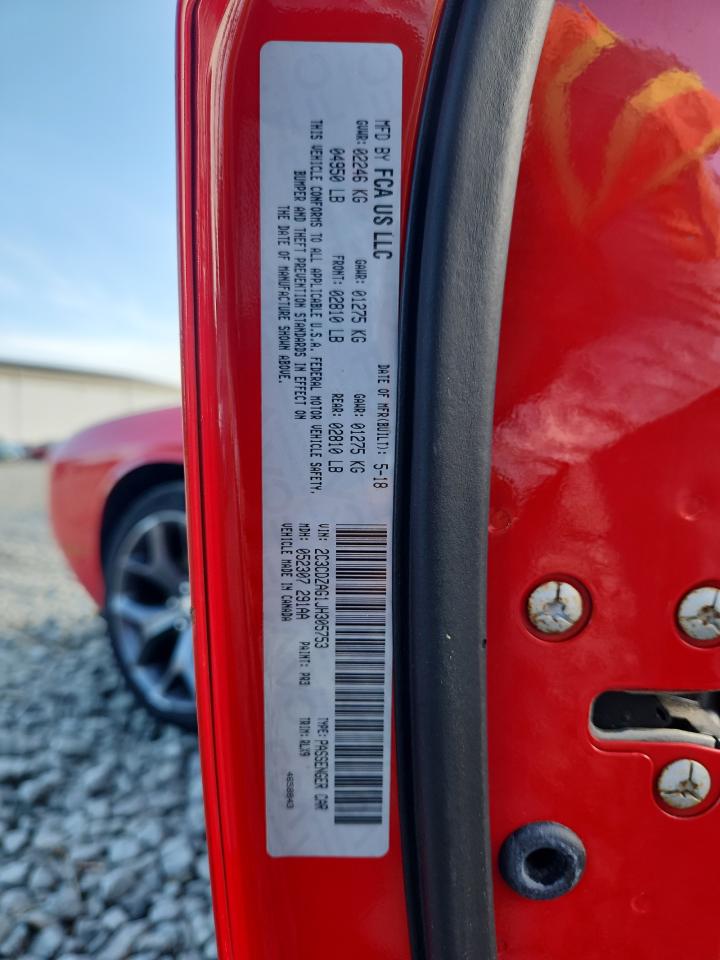 MFD BY FCA US LLC
DATE OF MFR(BUILT): 5-18
GVWR: 02246 KG GAWR: 01275 KG GAWR: 01275 KG
04950 LB FRONT: 02810 LB REAR: 02810 LB
THIS VEHICLE CONFORMS TO ALL APPLICABLE U.S.A. FEDERAL MOTOR VEHICLE SAFETY,
BUMPER AND THEFT PREVENTION STANDARDS IN EFFECT ON
THE DATE OF MANUFACTURE SHOWN ABOVE.
VIN: 2C3CDZAG1JH305753 TYPE: PASSENGER CAR
MDH: 052307 291AA PAINT: PR3 TRIM: RLX9
VEHICLE MADE IN CANADA